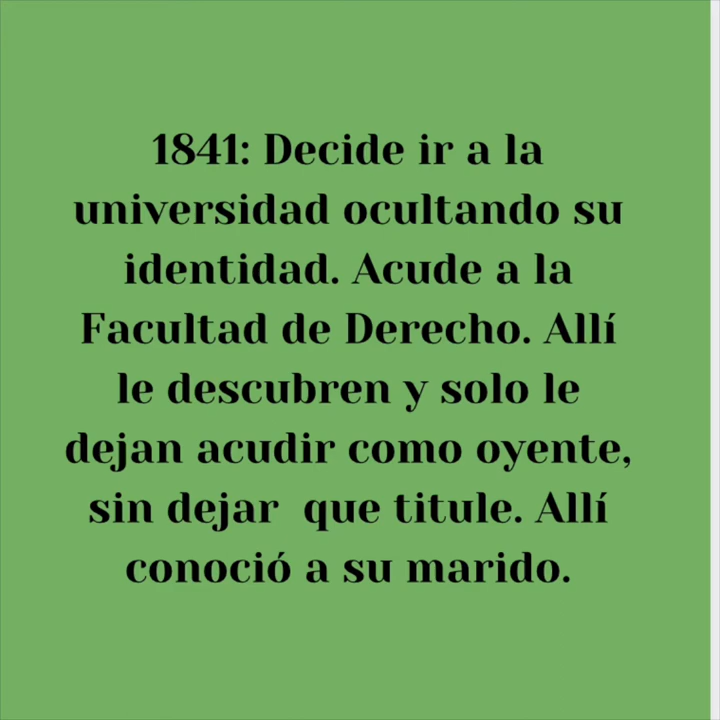 1841: Decide ir a la
universidad ocultando su
identidad. Acude a la
Facultad de Derecho. Allí
le descubren y solo le
dejan acudir como oyente,
sin dejar  que titule. Allí
conoció a su marido.